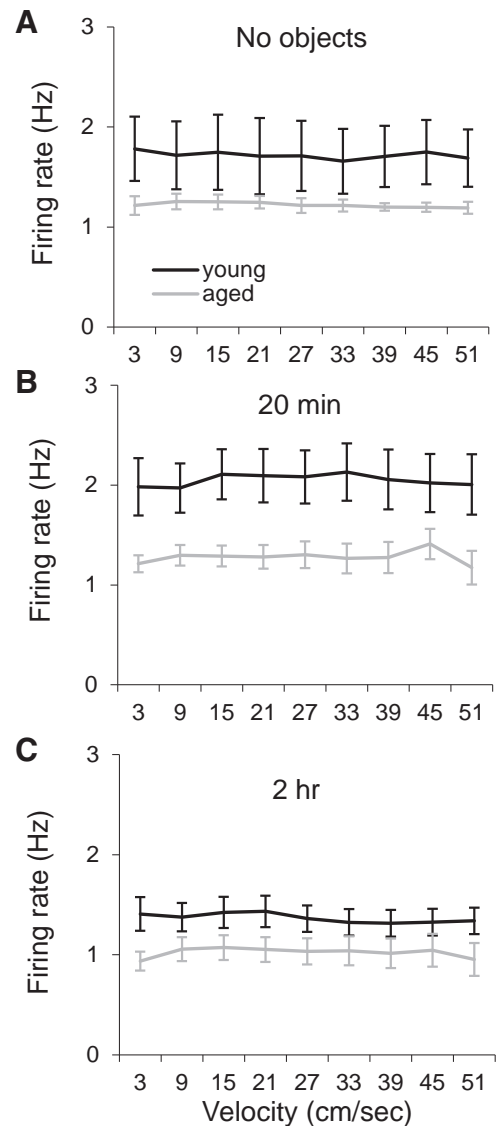 A
No objects
3
2
1
0
Firing rate (Hz)
young
aged
3 9 15 21 27 33 39 45 51
B
20 min
3
2
1
0
Firing rate (Hz)
3 9 15 21 27 33 39 45 51
C
2 hr
3
2
1
0
Firing rate (Hz)
3 9 15 21 27 33 39 45 51
Velocity (cm/sec)